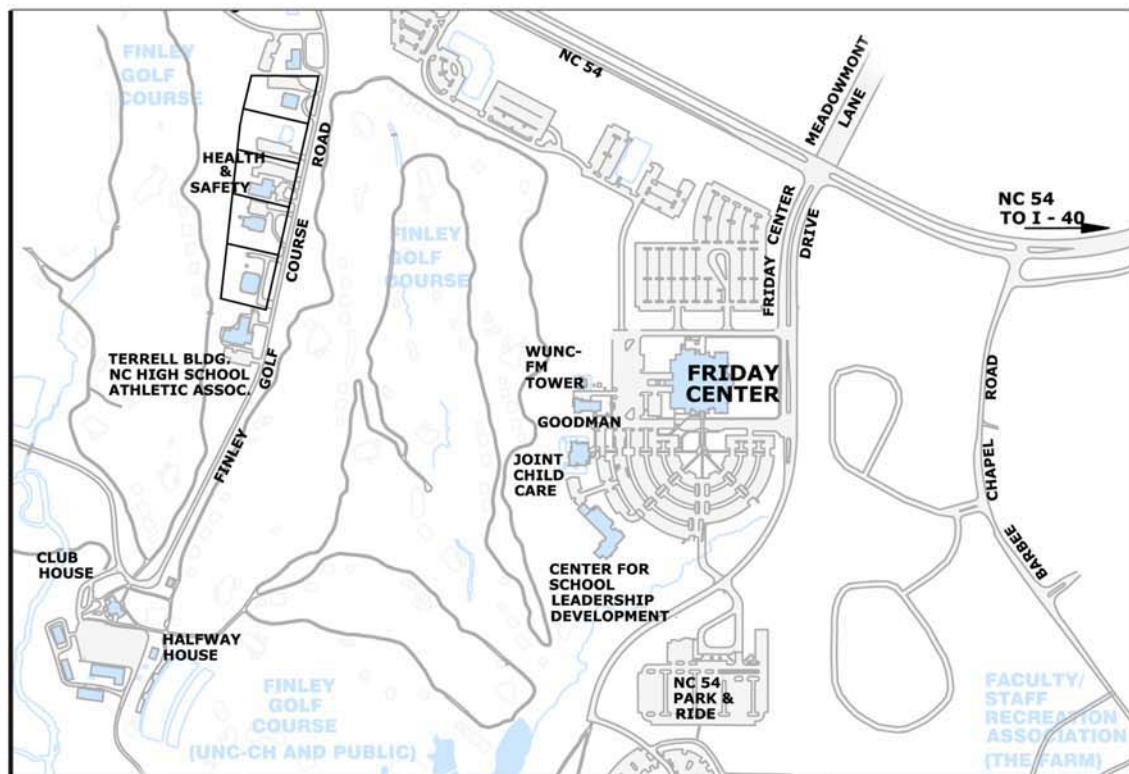 FINLEY
GOLF
COURSE
NC 54
MEADOWMONT
LANE
HEALTH
&
SAFETY
ROAD
COURSE
GOLF
FINLEY
FINLEY
GOLF
COURSE
FRIDAY CENTER
DRIVE
NC 54
TO I - 40
TERRELL BLDG.
NC HIGH SCHOOL
ATHLETIC ASSOC.
WUNC-
FM
TOWER
FRIDAY
CENTER
GOODMAN
JOINT
CHILD
CARE
ROAD
CHAPEL
BARBEE
CLUB
HOUSE
CENTER FOR
SCHOOL
LEADERSHIP
DEVELOPMENT
HALFWAY
HOUSE
NC 54
PARK &
RIDE
FINLEY
GOLF
COURSE
(UNC-CH AND PUBLIC)
FACULTY/
STAFF
RECREATION
ASSOCIATION
(THE FARM)